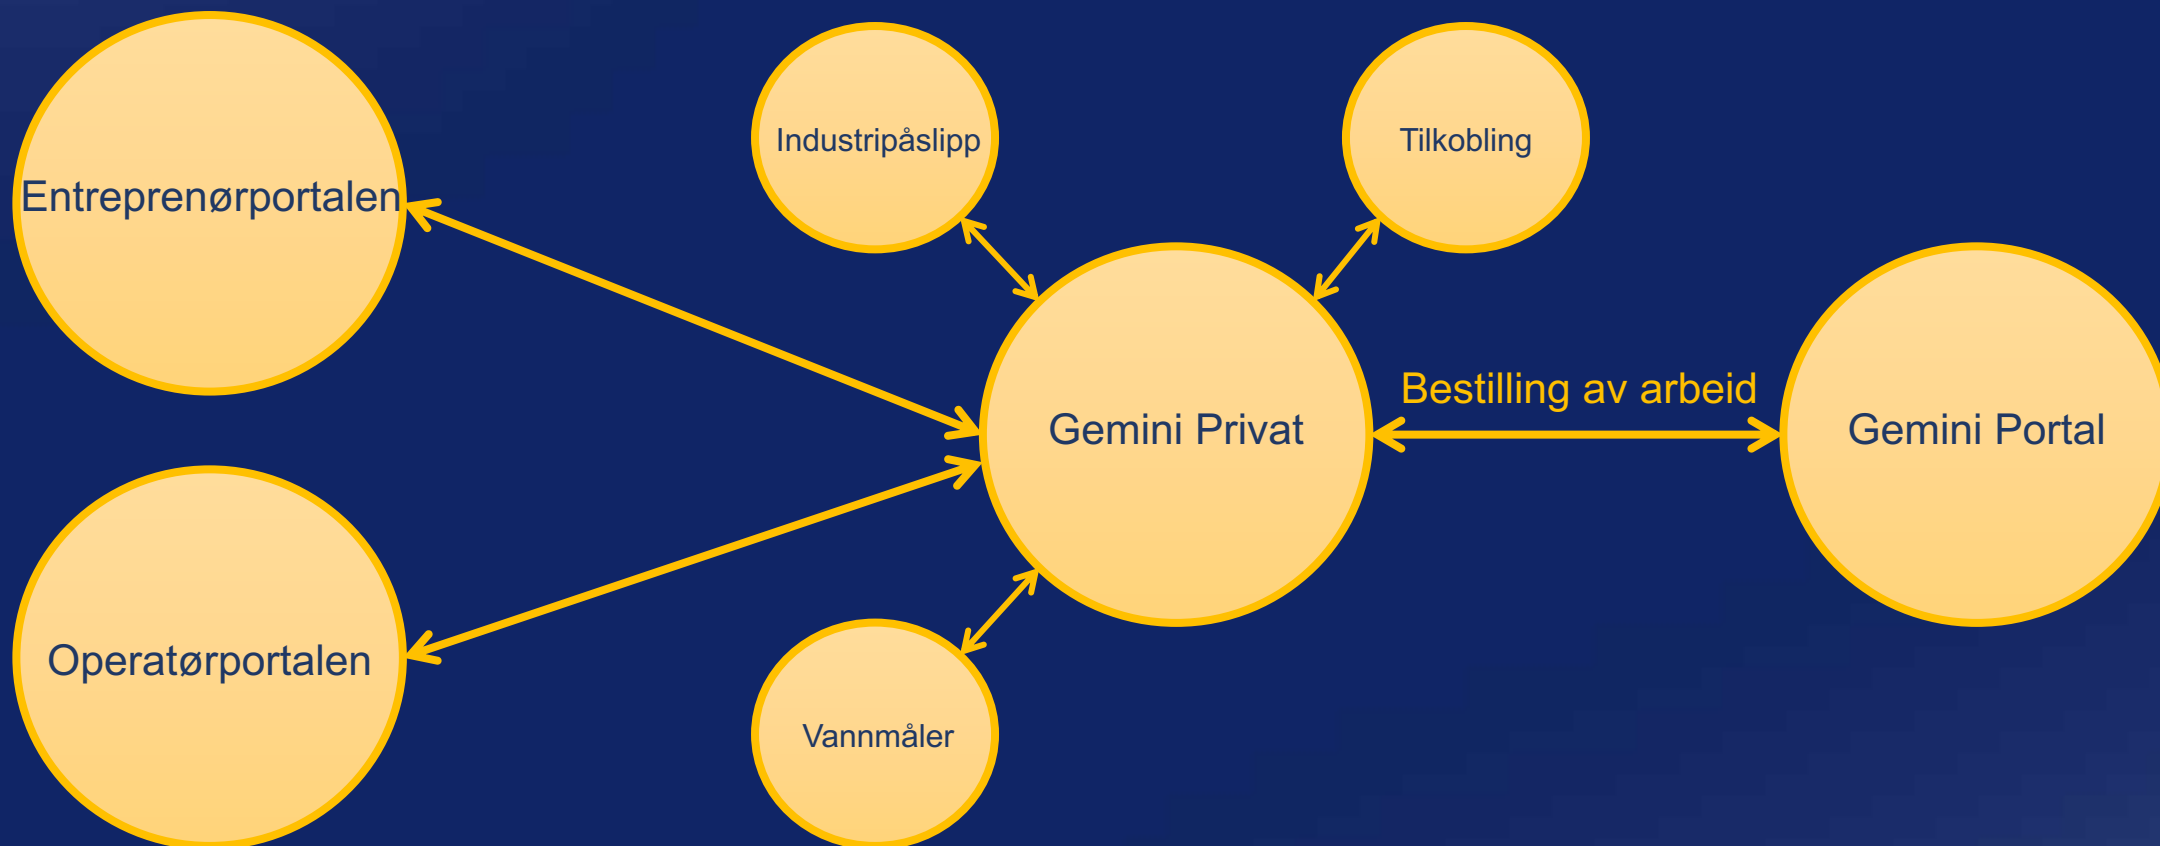 Industripåslipp
Tilkobling
Entreprenørportalen
Bestilling av arbeid
Gemini Privat
Gemini Portal
Operatørportalen
Vannmåler